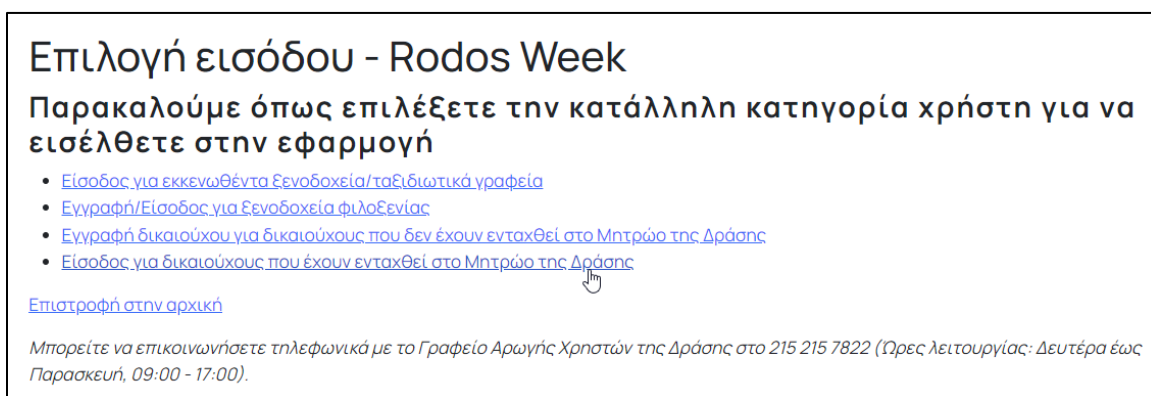 Επιλογή εισόδου - Rodos Week
Παρακαλούμε όπως επιλέξετε την κατάλληλη κατηγορία χρήστη για να
εισέλθετε στην εφαρμογή
• Είσοδος για εκκενωθέντα ξενοδοχεία/ταξιδιωτικά γραφεία
• Εγγραφή/Είσοδος για ξενοδοχεία φιλοξενίας
• Εγγραφή δικαιούχου για δικαιούχους που δεν έχουν ενταχθεί στο Μητρώο της Δράσης
• Είσοδος για δικαιούχους που έχουν ενταχθεί στο Μητρώο της Δράσης
Επιστροφή στην αρχική
Μπορείτε να επικοινωνήσετε τηλεφωνικά με το Γραφείο Αρωγής Χρηστών της Δράσης στο 215 215 7822 (Ώρες λειτουργίας: Δευτέρα έως
Παρασκευή, 09:00 - 17:00).